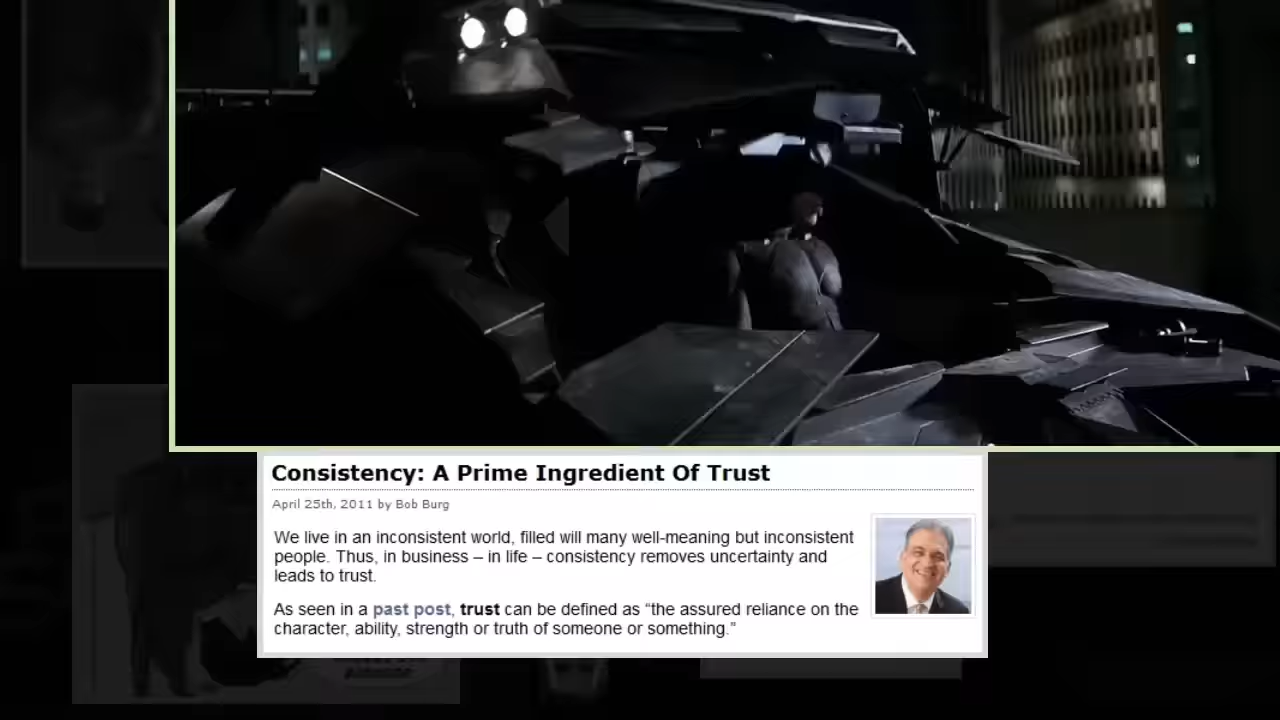 Consistency: A Prime Ingredient Of Trust
April 25th, 2011 by Bob Burg
We live in an inconsistent world, filled will many well-meaning but inconsistent
people. Thus, in business – in life – consistency removes uncertainty and
leads to trust.
As seen in a past post, trust can be defined as “the assured reliance on the
character, ability, strength or truth of someone or something.”